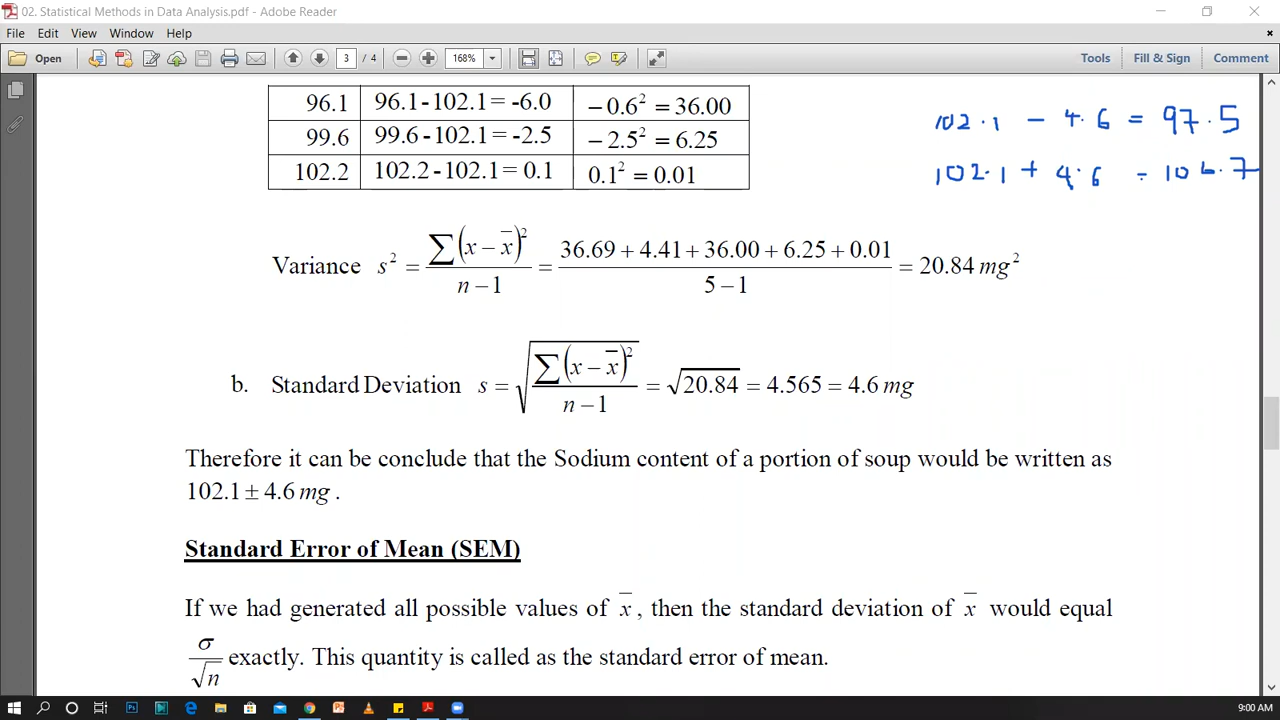 02. Statistical Methods in Data Analysis.pdf - Adobe Reader
File Edit View Window Help
Open 3 / 4 168% Tools Fill & Sign Comment
96.1 96.1-102.1= -6.0 −0.6² = 36.00
99.6 99.6-102.1= -2.5 −2.5² = 6.25
102.2 102.2-102.1= 0.1 0.1² = 0.01
102.1 − 4.6 = 97.5
102.1 + 4.6 = 106.7
Variance s² = ∑(x − x̄)² / (n − 1) = (36.69 + 4.41 + 36.00 + 6.25 + 0.01) / (5 − 1) = 20.84 mg²
b. Standard Deviation s = √(∑(x − x̄)² / (n − 1)) = √20.84 = 4.565 = 4.6 mg
Therefore it can be conclude that the Sodium content of a portion of soup would be written as
102.1 ± 4.6 mg .
Standard Error of Mean (SEM)
If we had generated all possible values of x̄ , then the standard deviation of x̄ would equal
σ/√n exactly. This quantity is called as the standard error of mean.
9:00 AM